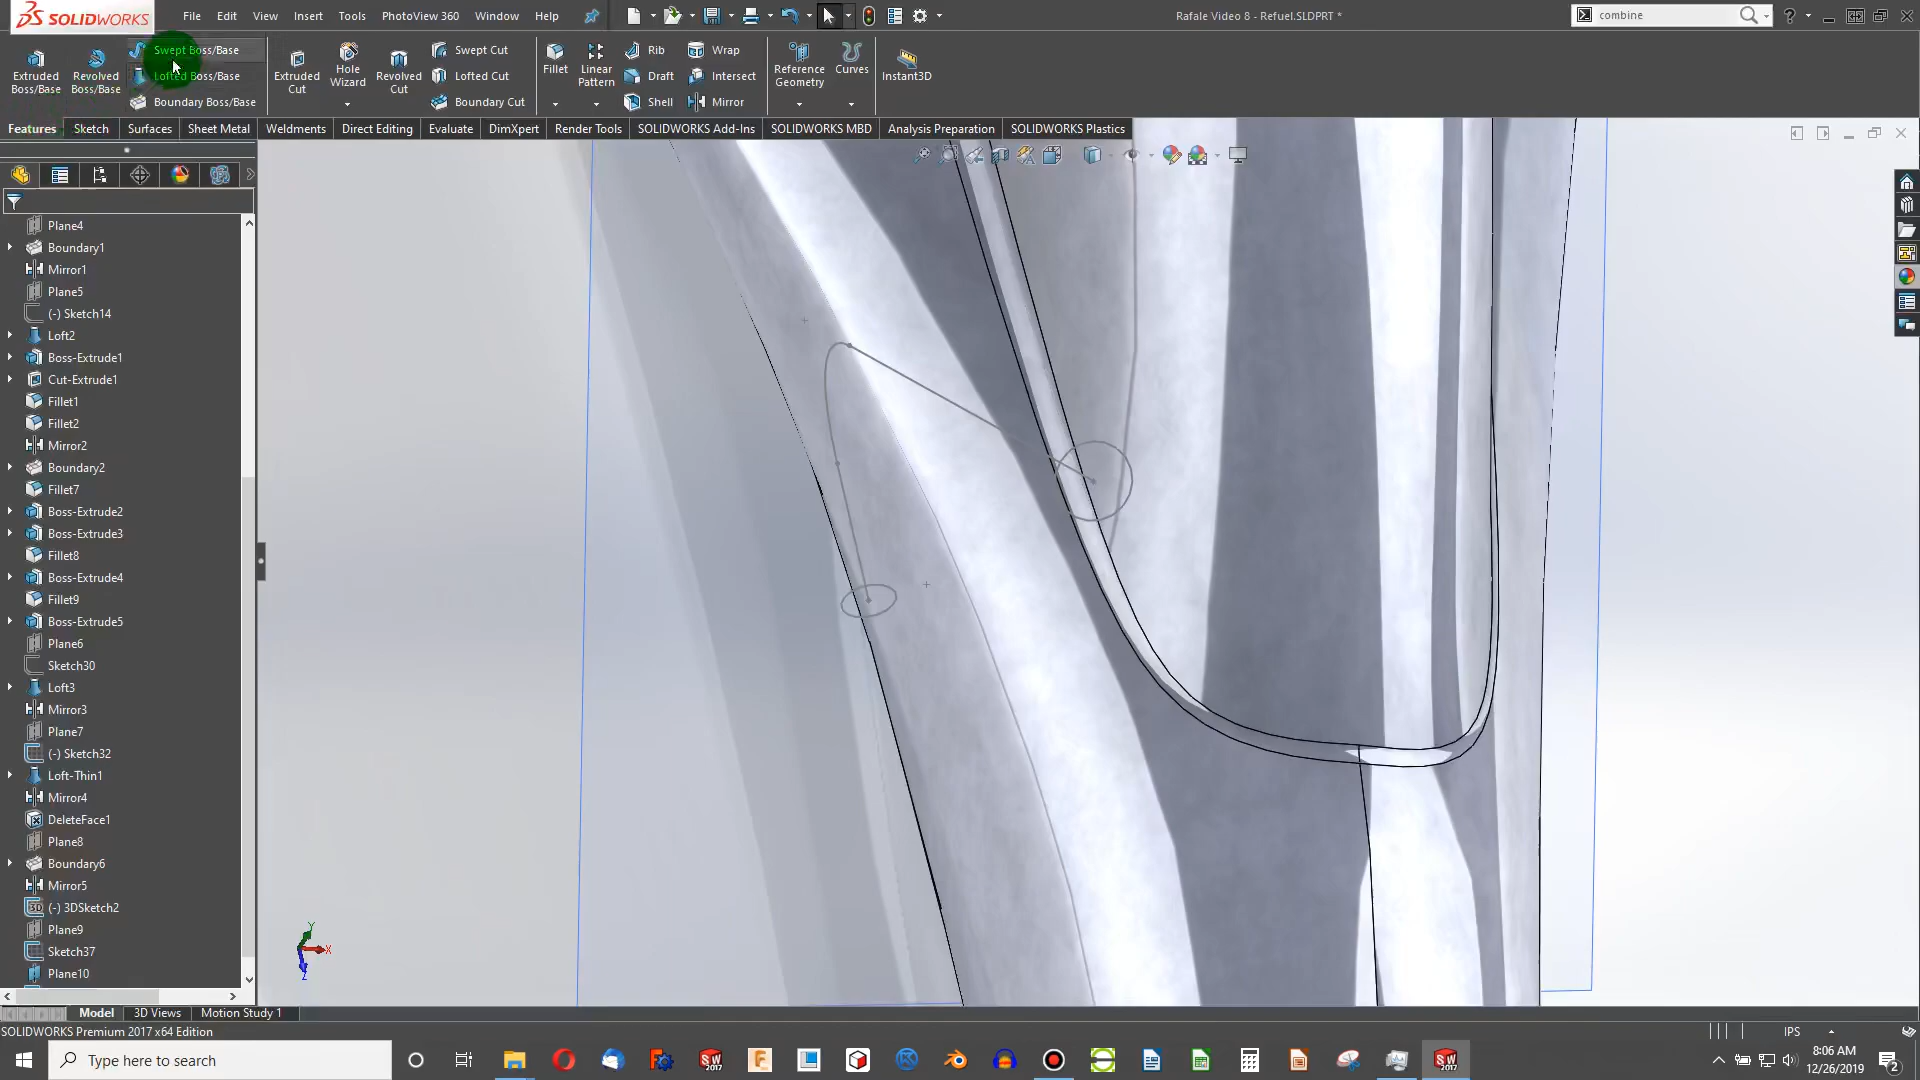 SOLIDWORKS File Edit View Insert Tools PhotoView 360 Window Help Rafale Video 8 - Refuel.SLDPRT * combine ?
Extruded Boss/Base
Revolved Boss/Base
Swept Boss/Base
Lofted Boss/Base
Boundary Boss/Base
Extruded Cut
Hole Wizard
Revolved Cut
Swept Cut
Lofted Cut
Boundary Cut
Fillet
Linear Pattern
Rib
Draft
Shell
Wrap
Intersect
Mirror
Reference Geometry
Curves
Instant3D
Features Sketch Surfaces Sheet Metal Weldments Direct Editing Evaluate DimXpert Render Tools SOLIDWORKS Add-Ins SOLIDWORKS MBD Analysis Preparation SOLIDWORKS Plastics
Plane4
Boundary1
Mirror1
Plane5
(-) Sketch14
Loft2
Boss-Extrude1
Cut-Extrude1
Fillet1
Fillet2
Mirror2
Boundary2
Fillet7
Boss-Extrude2
Boss-Extrude3
Fillet8
Boss-Extrude4
Fillet9
Boss-Extrude5
Plane6
Sketch30
Loft3
Mirror3
Plane7
(-) Sketch32
Loft-Thin1
Mirror4
DeleteFace1
Plane8
Boundary6
Mirror5
(-) 3DSketch2
Plane9
Sketch37
Plane10
Y
X
Z
Model 3D Views Motion Study 1
SOLIDWORKS Premium 2017 x64 Edition IPS
Type here to search
8:06 AM
12/26/2019
2